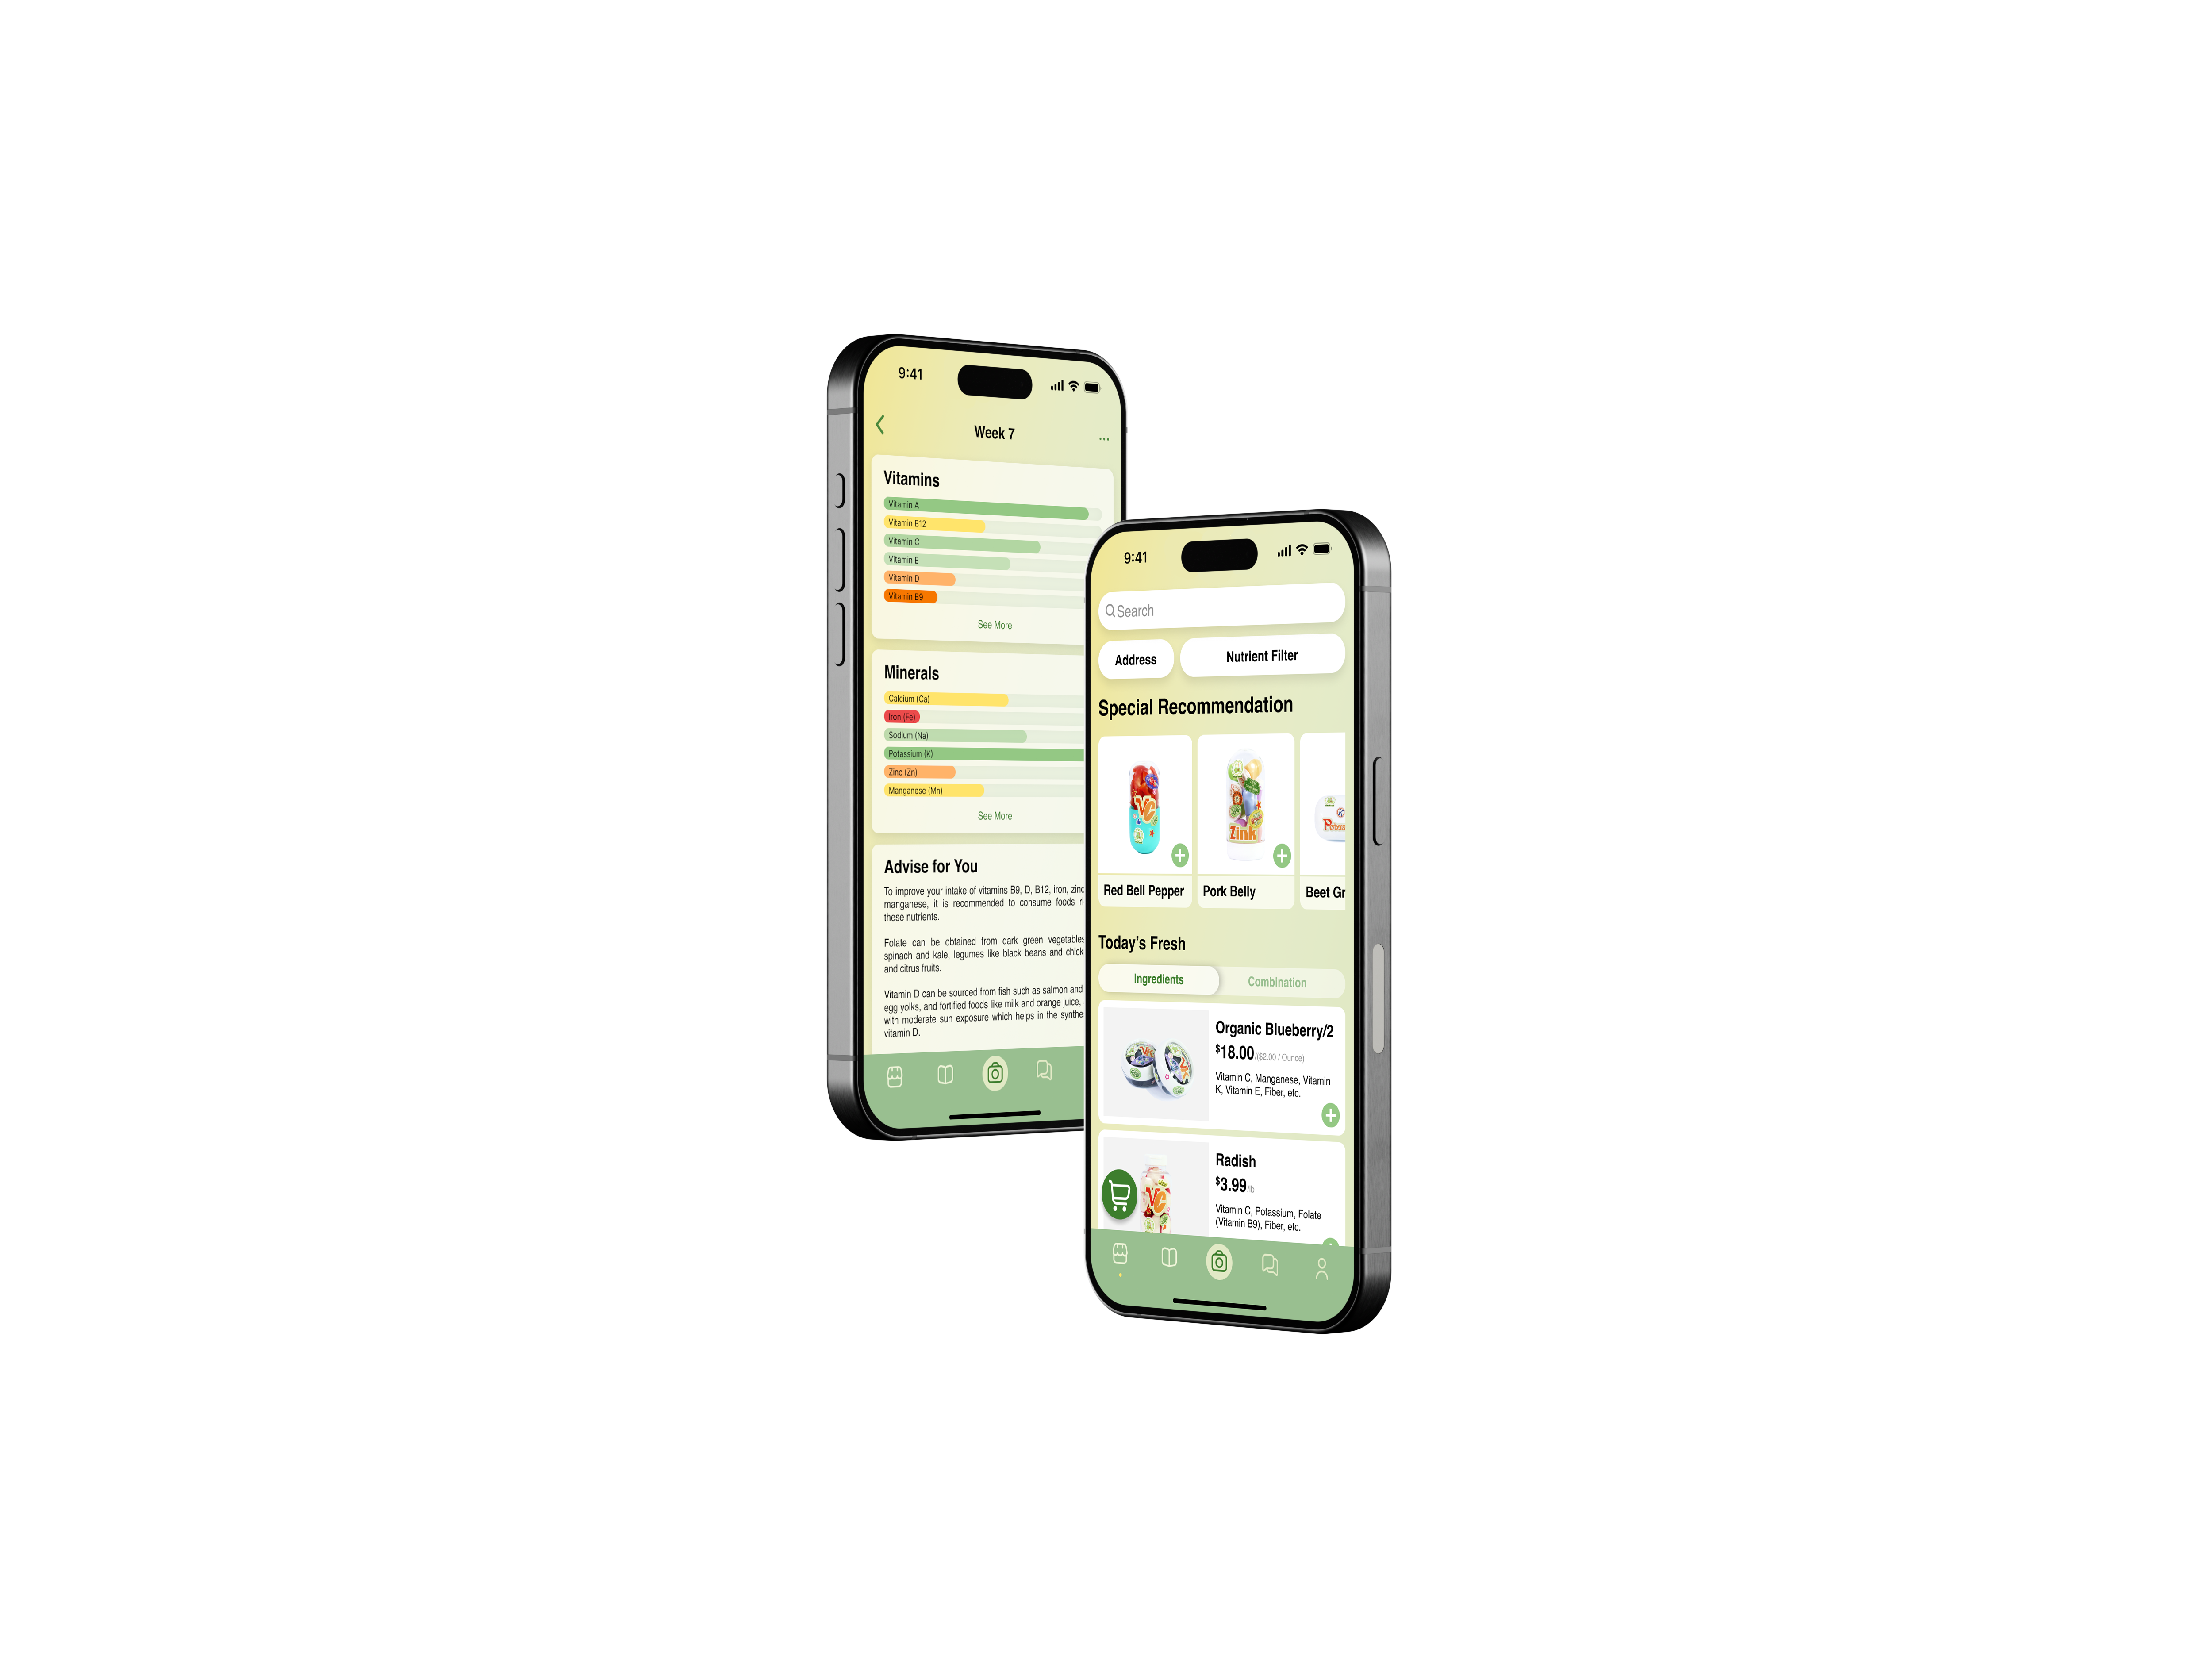 9:41
Week 7
Vitamins
Vitamin A
Vitamin B12
Vitamin C
Vitamin E
Vitamin D
Vitamin B9
See More
Minerals
Calcium (Ca)
Iron (Fe)
Sodium (Na)
Potassium (K)
Zinc (Zn)
Manganese (Mn)
See More
Advise for You
To improve your intake of vitamins B9, D, B12, iron, zinc
manganese, it is recommended to consume foods ri
these nutrients.
Folate can be obtained from dark green vegetables
spinach and kale, legumes like black beans and chick
and citrus fruits.
Vitamin D can be sourced from fish such as salmon and
egg yolks, and fortified foods like milk and orange juice,
with moderate sun exposure which helps in the synthe
vitamin D.
9:41
Search
Address
Nutrient Filter
Special Recommendation
VC
Zink
Red Bell Pepper
Pork Belly
Beet Gr
Today's Fresh
Ingredients
Combination
VK
Organic Blueberry/2
$18.00/($2.00 / Ounce)
Vitamin C, Manganese, Vitamin
K, Vitamin E, Fiber, etc.
VC
Radish
$3.99/lb
Vitamin C, Potassium, Folate
(Vitamin B9), Fiber, etc.